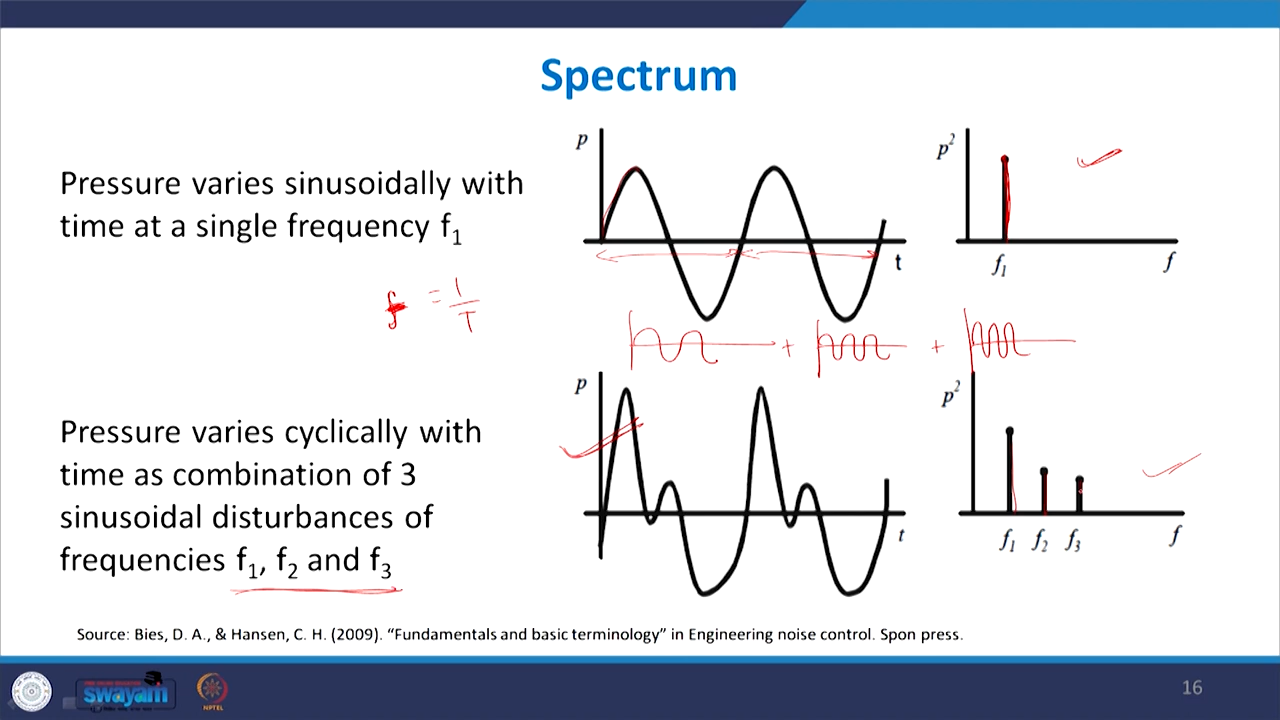 Spectrum
Pressure varies sinusoidally with
time at a single frequency f₁
p
t
p²
f₁
f
f = 1/T
+
+
Pressure varies cyclically with
time as combination of 3
sinusoidal disturbances of
frequencies f₁, f₂ and f₃
p
t
p²
f₁ f₂ f₃
f
Source: Bies, D. A., & Hansen, C. H. (2009). “Fundamentals and basic terminology” in Engineering noise control. Spon press.
swayam
NPTEL
16